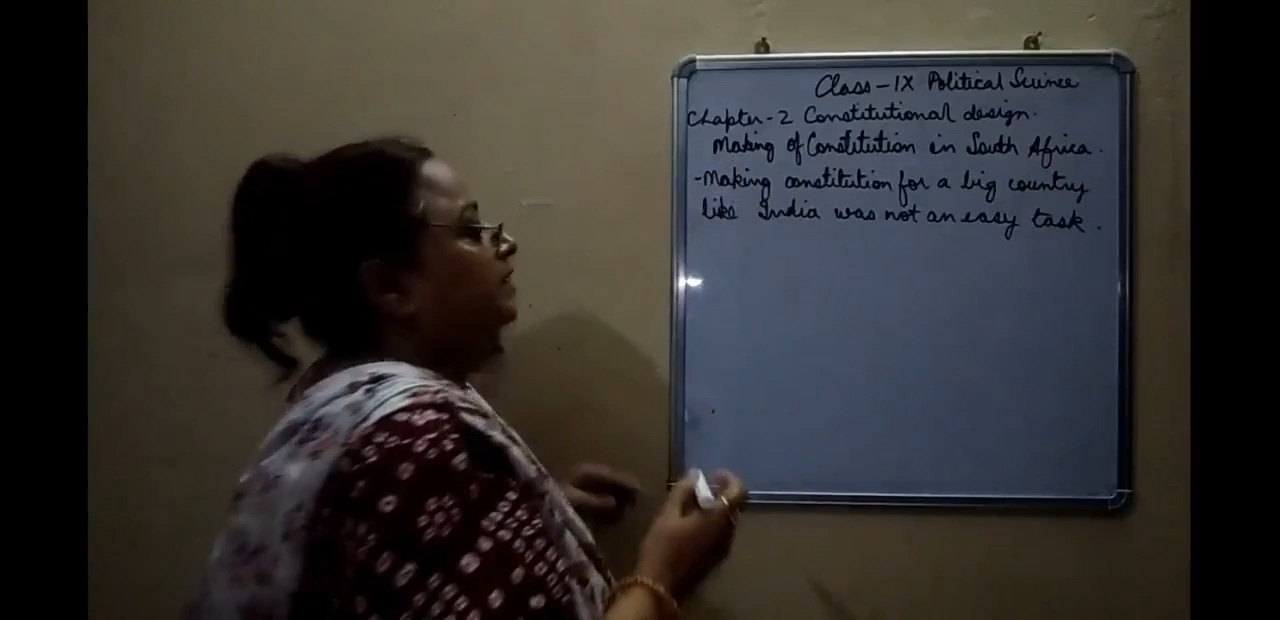 Class - IX Political Science
Chapter - 2 Constitutional design.
Making of Constitution in South Africa.
- Making constitution for a big country
like India was not an easy task.